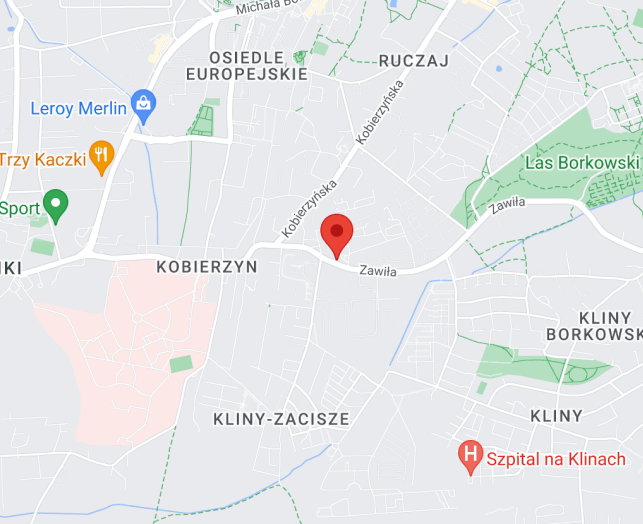 Michała Bo
OSIEDLE
EUROPEJSKIE
RUCZAJ
Leroy Merlin
Kobierzyńska
Trzy Kaczki
Las Borkowski
Kobierzyńska
Sport
Zawiła
KI
KOBIERZYN
Zawiła
KLINY
BORKOWSK
KLINY-ZACISZE
KLINY
H
Szpital na Klinach